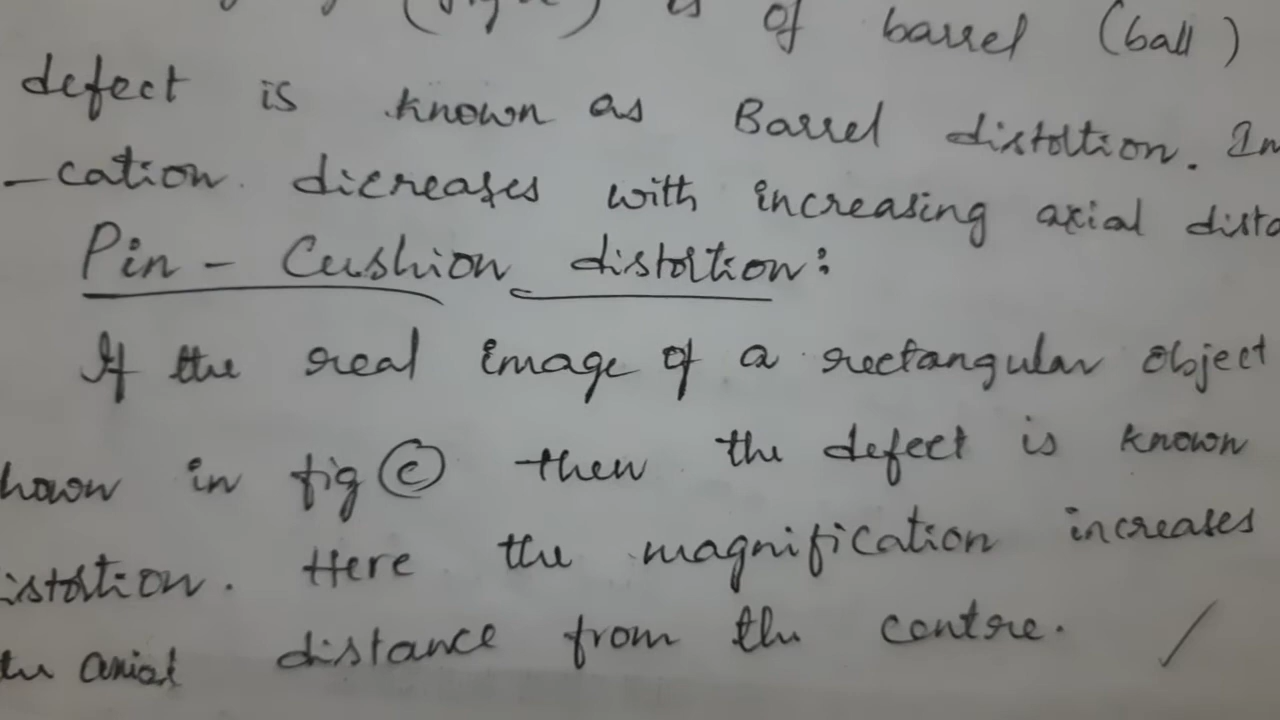 is of barrel (ball)
defect is known as Barrel distortion. In
-cation dicreases with increasing axial dista
Pin - Cushion distortion:
If the real image of a rectangular object
hown in fig (c) then the defect is known
istortion. Here the magnification increases
the axial distance from the centre.